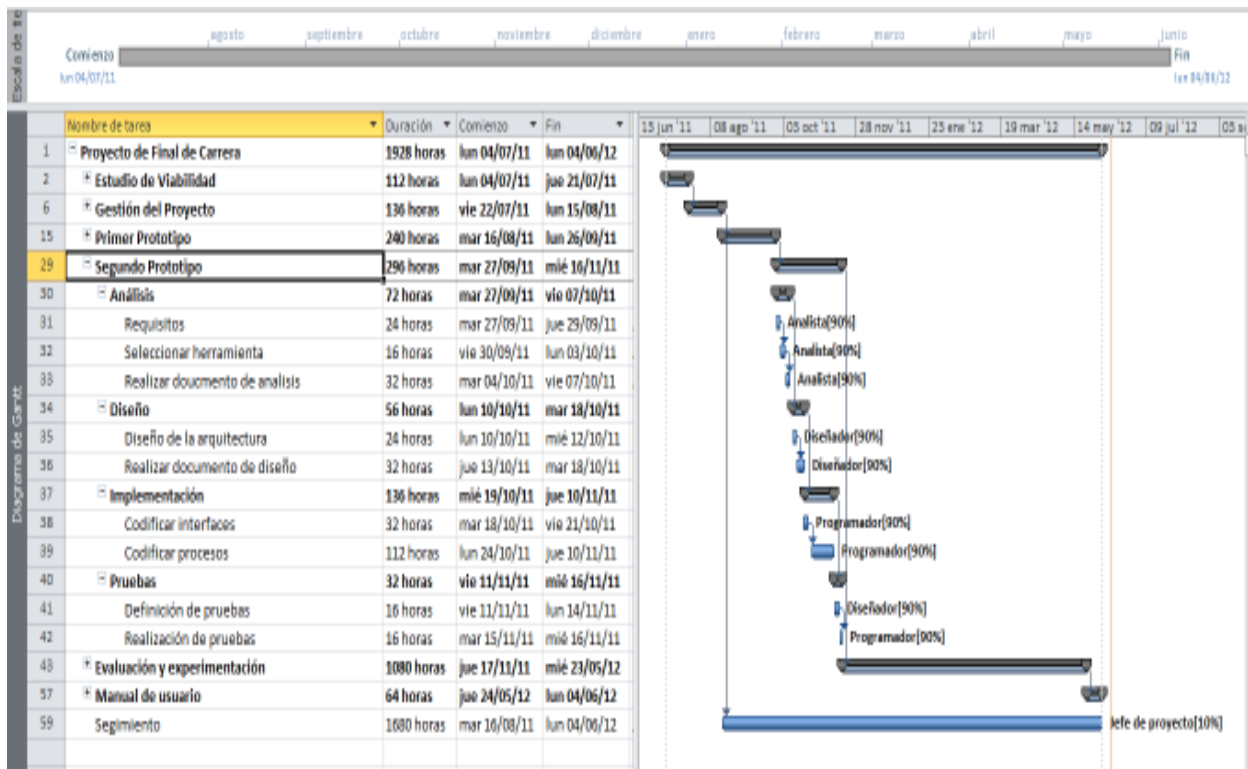 Escala de tie
agosto septiembre octubre noviembre diciembre enero febrero marzo abril mayo junio
Comienzo Fin
lun 04/07/11 lun 04/06/12
Diagrama de Gantt
Nombre de tarea Duración Comienzo Fin 13 jun '11 08 ago '11 03 oct '11 28 nov '11 23 ene '12 19 mar '12 14 may '12 09 jul '12
1 Proyecto de Final de Carrera 1928 horas lun 04/07/11 lun 04/06/12
2 Estudio de Viabilidad 112 horas lun 04/07/11 jue 21/07/11
6 Gestión del Proyecto 136 horas vie 22/07/11 lun 15/08/11
15 Primer Prototipo 240 horas mar 16/08/11 lun 26/09/11
29 Segundo Prototipo 296 horas mar 27/09/11 mié 16/11/11
30 Análisis 72 horas mar 27/09/11 vie 07/10/11
31 Requisitos 24 horas mar 27/09/11 jue 29/09/11 Analista[90%]
32 Seleccionar herramienta 16 horas vie 30/09/11 lun 03/10/11 Analista[90%]
33 Realizar doucmento de analisis 32 horas mar 04/10/11 vie 07/10/11 Analista[90%]
34 Diseño 56 horas lun 10/10/11 mar 18/10/11
35 Diseño de la arquitectura 24 horas lun 10/10/11 mié 12/10/11 Diseñador[90%]
36 Realizar documento de diseño 32 horas jue 13/10/11 mar 18/10/11 Diseñador[90%]
37 Implementación 136 horas mié 19/10/11 jue 10/11/11
38 Codificar interfaces 32 horas mar 18/10/11 vie 21/10/11 Programador[90%]
39 Codificar procesos 112 horas lun 24/10/11 jue 10/11/11 Programador[90%]
40 Pruebas 32 horas vie 11/11/11 mié 16/11/11
41 Definición de pruebas 16 horas vie 11/11/11 lun 14/11/11 Diseñador[90%]
42 Realización de pruebas 16 horas mar 15/11/11 mié 16/11/11 Programador[90%]
43 Evaluación y experimentación 1080 horas jue 17/11/11 mié 23/05/12
57 Manual de usuario 64 horas jue 24/05/12 lun 04/06/12
59 Segimiento 1680 horas mar 16/08/11 lun 04/06/12 Jefe de proyecto[10%]